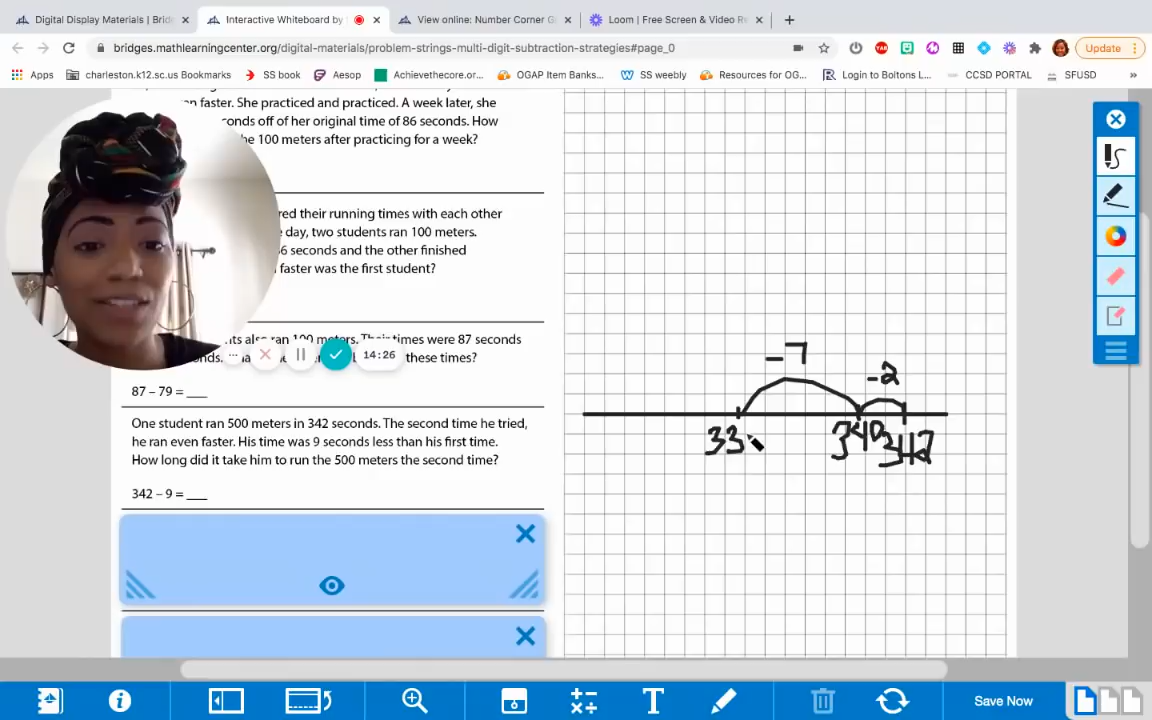 Digital Display Materials | Brid
Interactive Whiteboard by
View online: Number Corner G
Loom | Free Screen & Video Re
bridges.mathlearningcenter.org/digital-materials/problem-strings-multi-digit-subtraction-strategies#page_0
Update
Apps
charleston.k12.sc.us Bookmarks
SS book
Aesop
Achievethecore.or...
OGAP Item Banks...
SS weekly
Resources for OG...
Login to Boltons L...
CCSD PORTAL
SFUSD
»
an faster. She practiced and practiced. A week later, she
conds off of her original time of 86 seconds. How
he 100 meters after practicing for a week?
red their running times with each other
e day, two students ran 100 meters.
6 seconds and the other finished
faster was the first student?
nts also ran 100 meters. Their times were 87 seconds
these times?
14:26
87 – 79 = ___
One student ran 500 meters in 342 seconds. The second time he tried,
he ran even faster. His time was 9 seconds less than his first time.
How long did it take him to run the 500 meters the second time?
342 – 9 = ___
-7
-2
33
340
342
Save Now